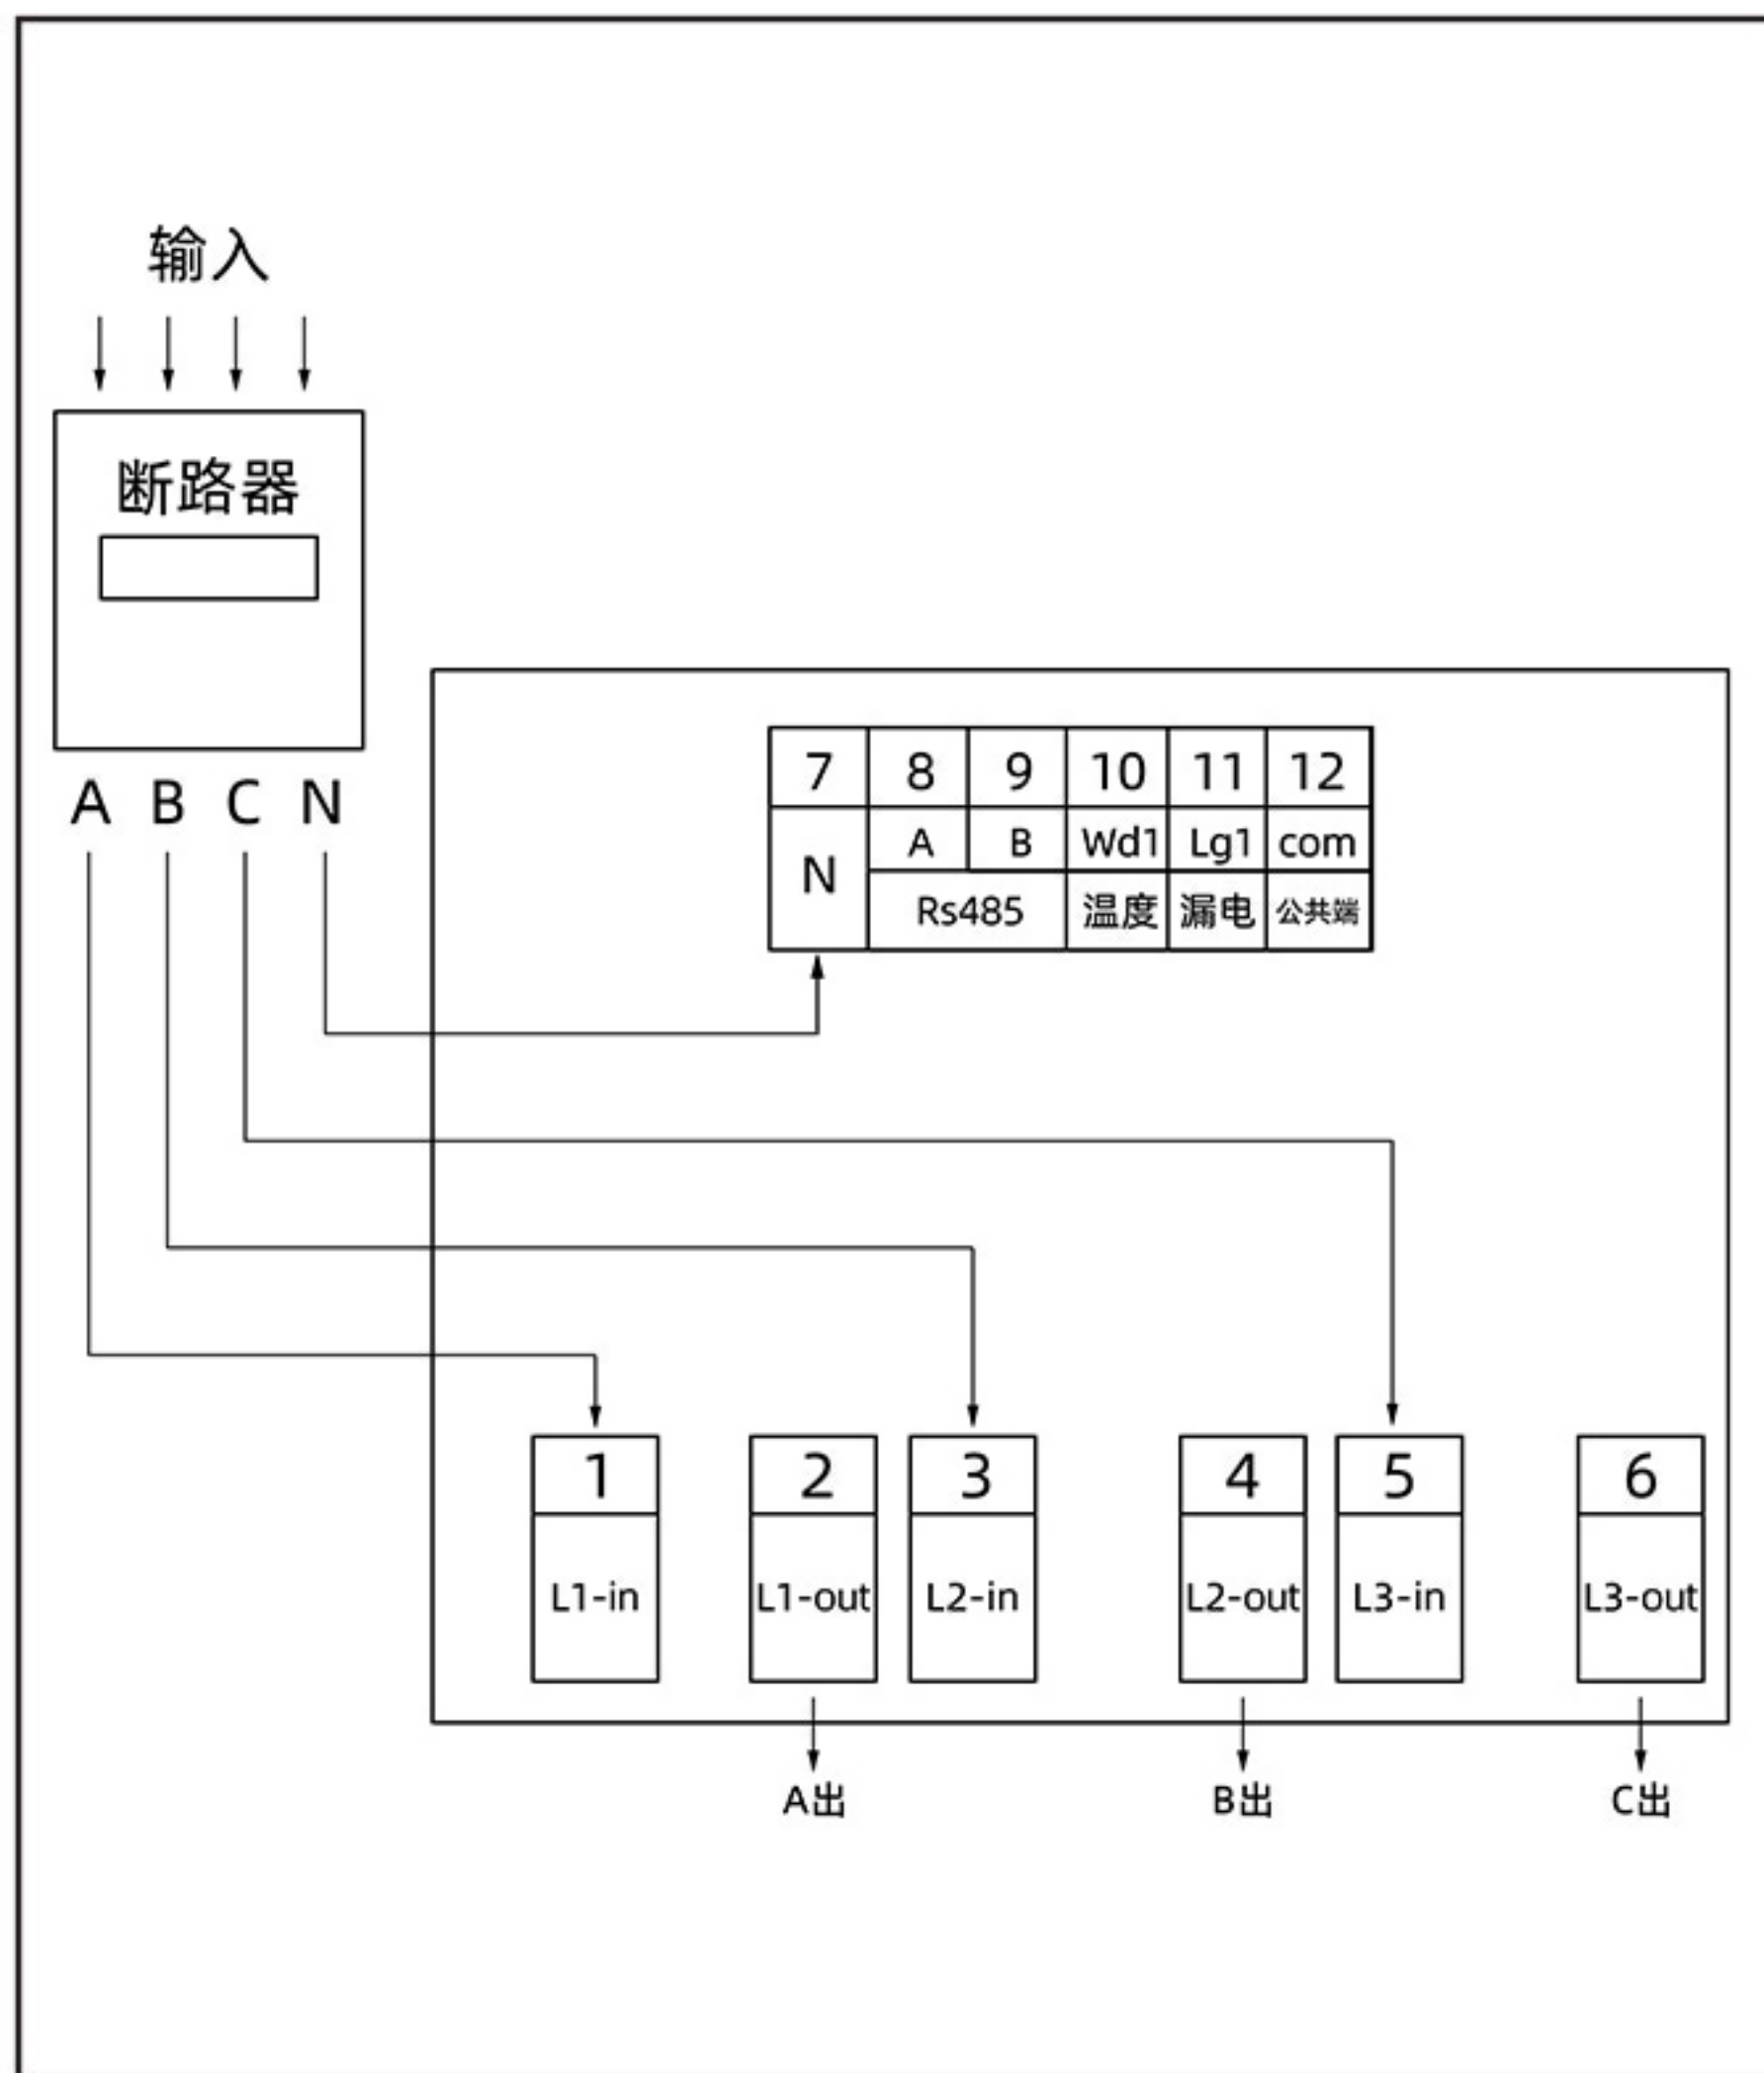 输入
断路器
A B C N
7 8 9 10 11 12
N A B Wd1 Lg1 com
Rs485 温度 漏电 公共端
1 2 3 4 5 6
L1-in L1-out L2-in L2-out L3-in L3-out
A出 B出 C出